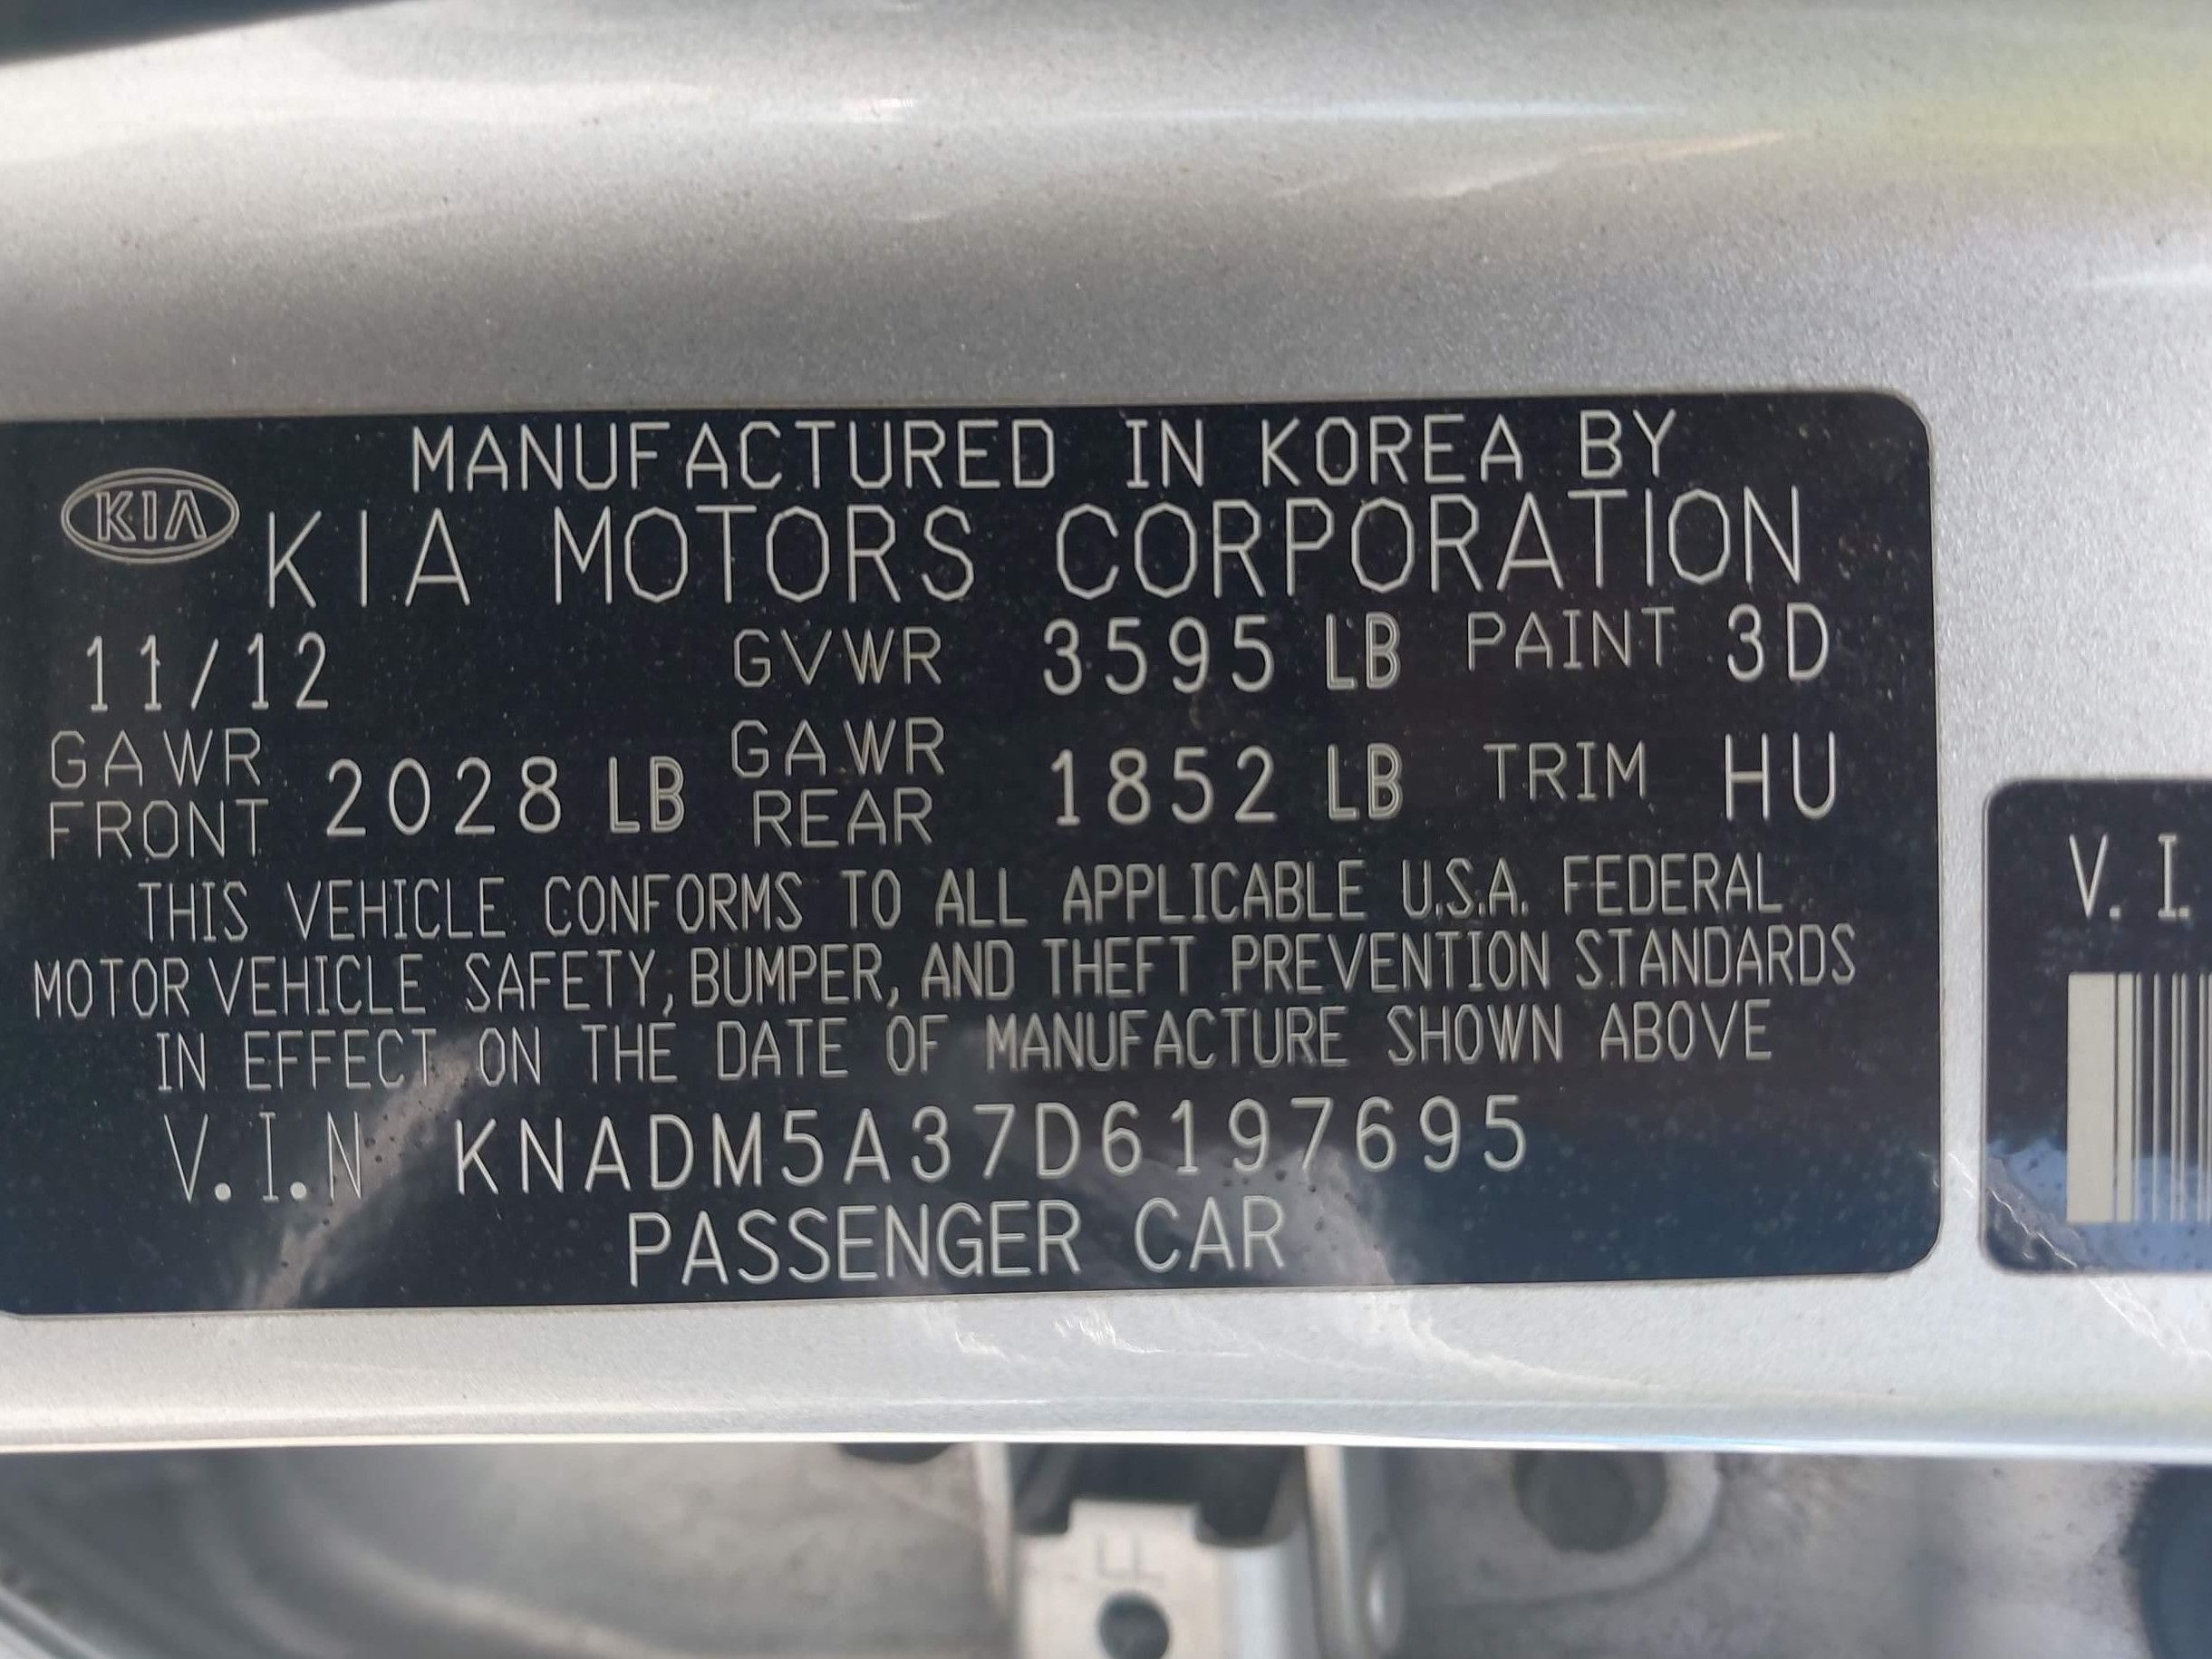 MANUFACTURED IN KOREA BY
KIA KIA MOTORS CORPORATION
11/12 GVWR 3595 LB PAINT 3D
GAWR FRONT 2028 LB GAWR REAR 1852 LB TRIM HU
THIS VEHICLE CONFORMS TO ALL APPLICABLE U.S.A. FEDERAL
MOTOR VEHICLE SAFETY, BUMPER, AND THEFT PREVENTION STANDARDS
IN EFFECT ON THE DATE OF MANUFACTURE SHOWN ABOVE
V.I.N KNADM5A37D6197695
PASSENGER CAR
V.I.